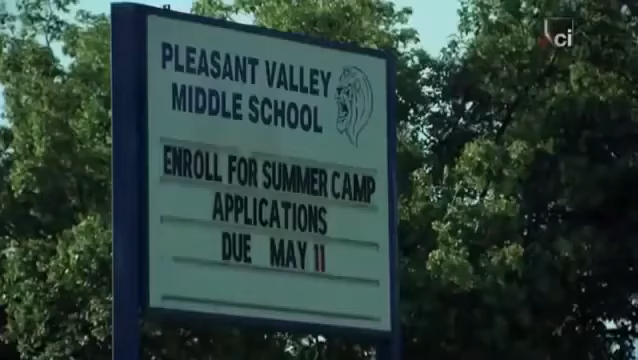 ci
PLEASANT VALLEY
MIDDLE SCHOOL
ENROLL FOR SUMMER CAMP
APPLICATIONS
DUE MAY 11